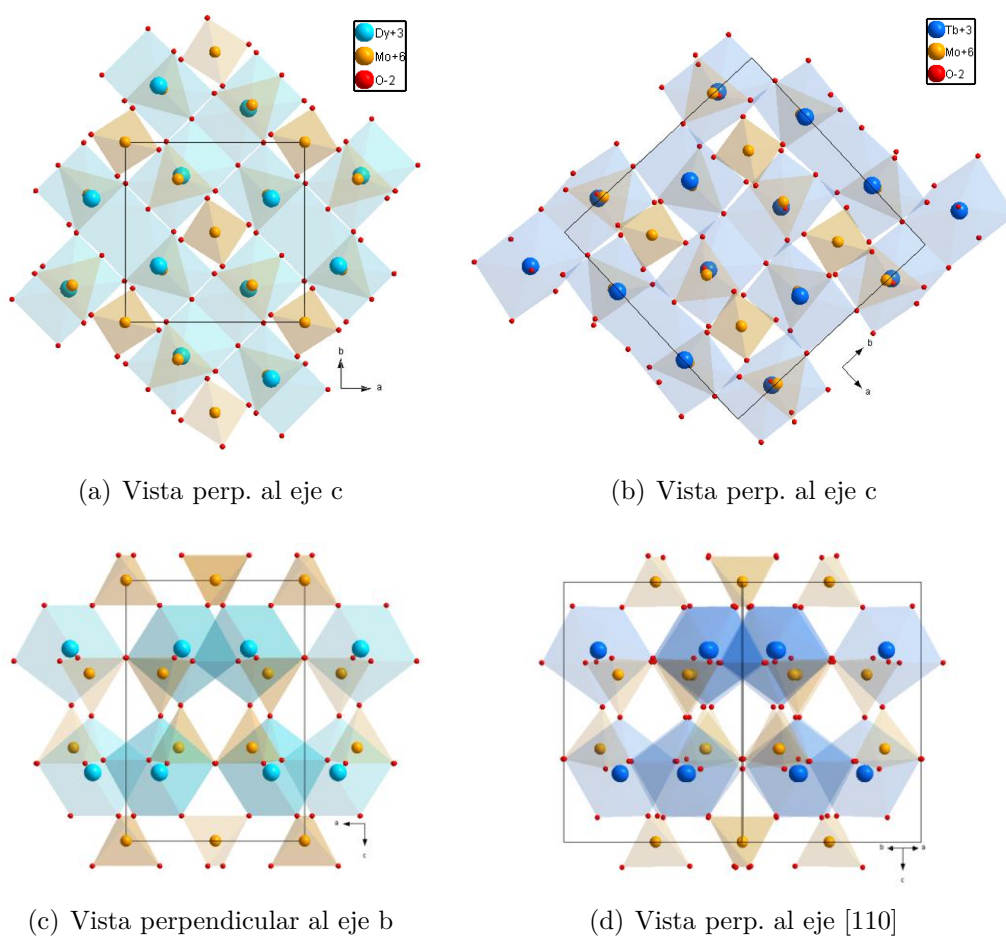 Dy+3
Mo+6
O-2
b
a
(a) Vista perp. al eje c
Tb+3
Mo+6
O-2
b
a
(b) Vista perp. al eje c
a
c
(c) Vista perpendicular al eje b
b
a
c
(d) Vista perp. al eje [110]